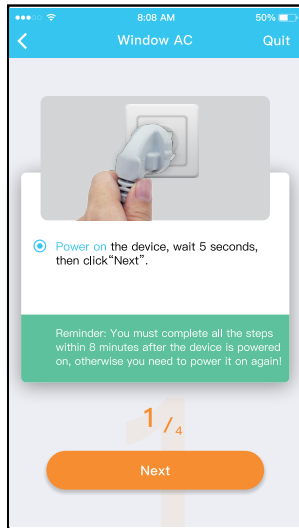 8:08 AM
50%
Window AC
Quit
Power on the device, wait 5 seconds,
then click“Next”.
Reminder: You must complete all the steps
within 8 minutes after the device is powered
on, otherwise you need to power it on again!
1/4
Next